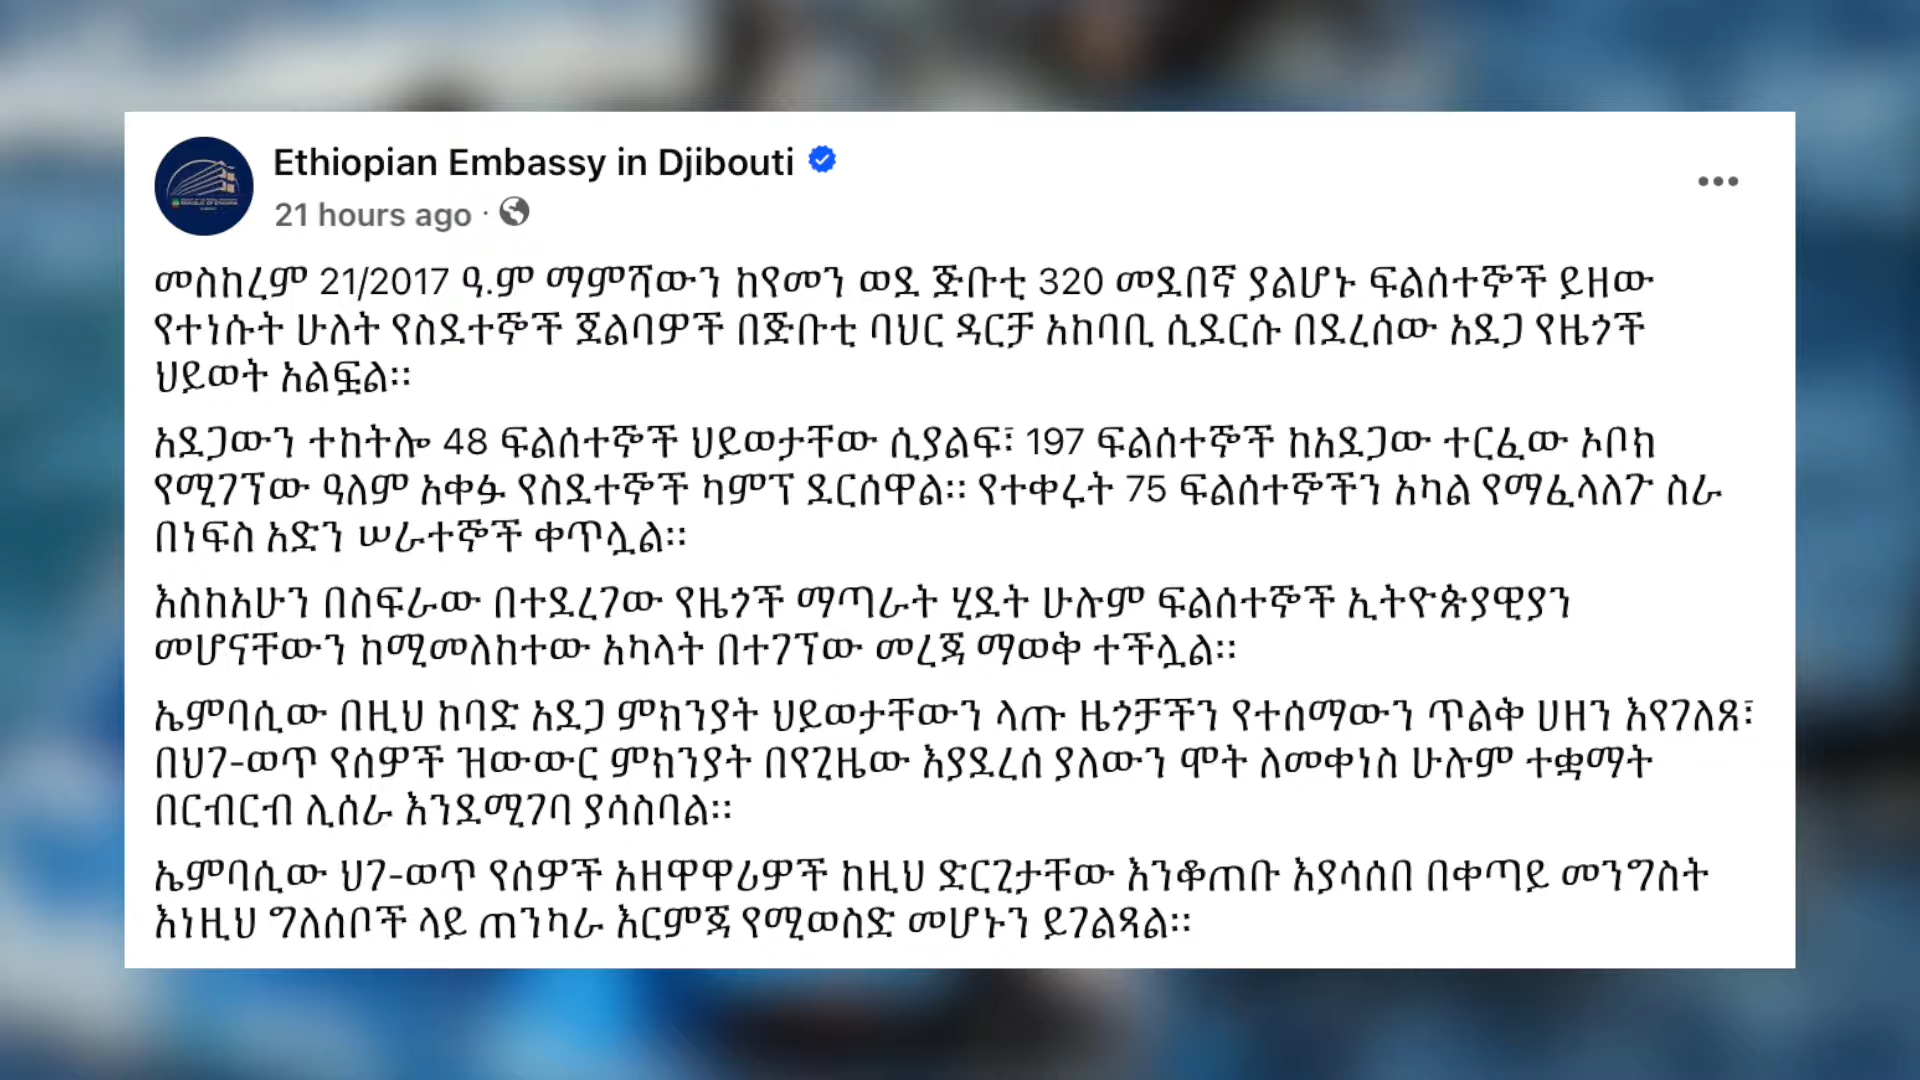 Ethiopian Embassy in Djibouti
21 hours ago ·
መስከረም 21/2017 ዓ.ም ማምሻውን ከየመን ወደ ጅቡቲ 320 መደበኛ ያልሆኑ ፍልሰተኞች ይዘው
የተነሱት ሁለት የስደተኞች ጀልባዎች በጅቡቲ ባህር ዳርቻ አከባቢ ሲደርሱ በደረሰው አደጋ የዜጎች
ህይወት አልፏል።
አደጋውን ተከትሎ 48 ፍልሰተኞች ህይወታቸው ሲያልፍ፣ 197 ፍልሰተኞች ከአደጋው ተርፈው ኦቦክ
የሚገኘው ዓለም አቀፉ የስደተኞች ካምፕ ደርሰዋል። የተቀሩት 75 ፍልሰተኞችን አካል የማፈላለጉ ስራ
በነፍስ አድን ሠራተኞች ቀጥሏል።
እስከአሁን በስፍራው በተደረገው የዜጎች ማጣራት ሂደት ሁሉም ፍልሰተኞች ኢትዮጵያዊያን
መሆናቸውን ከሚመለከተው አካላት በተገኘው መረጃ ማወቅ ተችሏል።
ኤምባሲው በዚህ ከባድ አደጋ ምክንያት ህይወታቸውን ላጡ ዜጎቻችን የተሰማውን ጥልቅ ሀዘን እየገለጸ፣
በህገ-ወጥ የሰዎች ዝውውር ምክንያት በየጊዜው እያደረሰ ያለውን ሞት ለመቀነስ ሁሉም ተቋማት
በርብርብ ሊሰራ እንደሚገባ ያሳስባል።
ኤምባሲው ህገ-ወጥ የሰዎች አዘዋዋሪዎች ከዚህ ድርጊታቸው እንቆጠቡ እያሳሰበ በቀጣይ መንግስት
እነዚህ ግለሰቦች ላይ ጠንካራ እርምጃ የሚወስድ መሆኑን ይገልጻል።